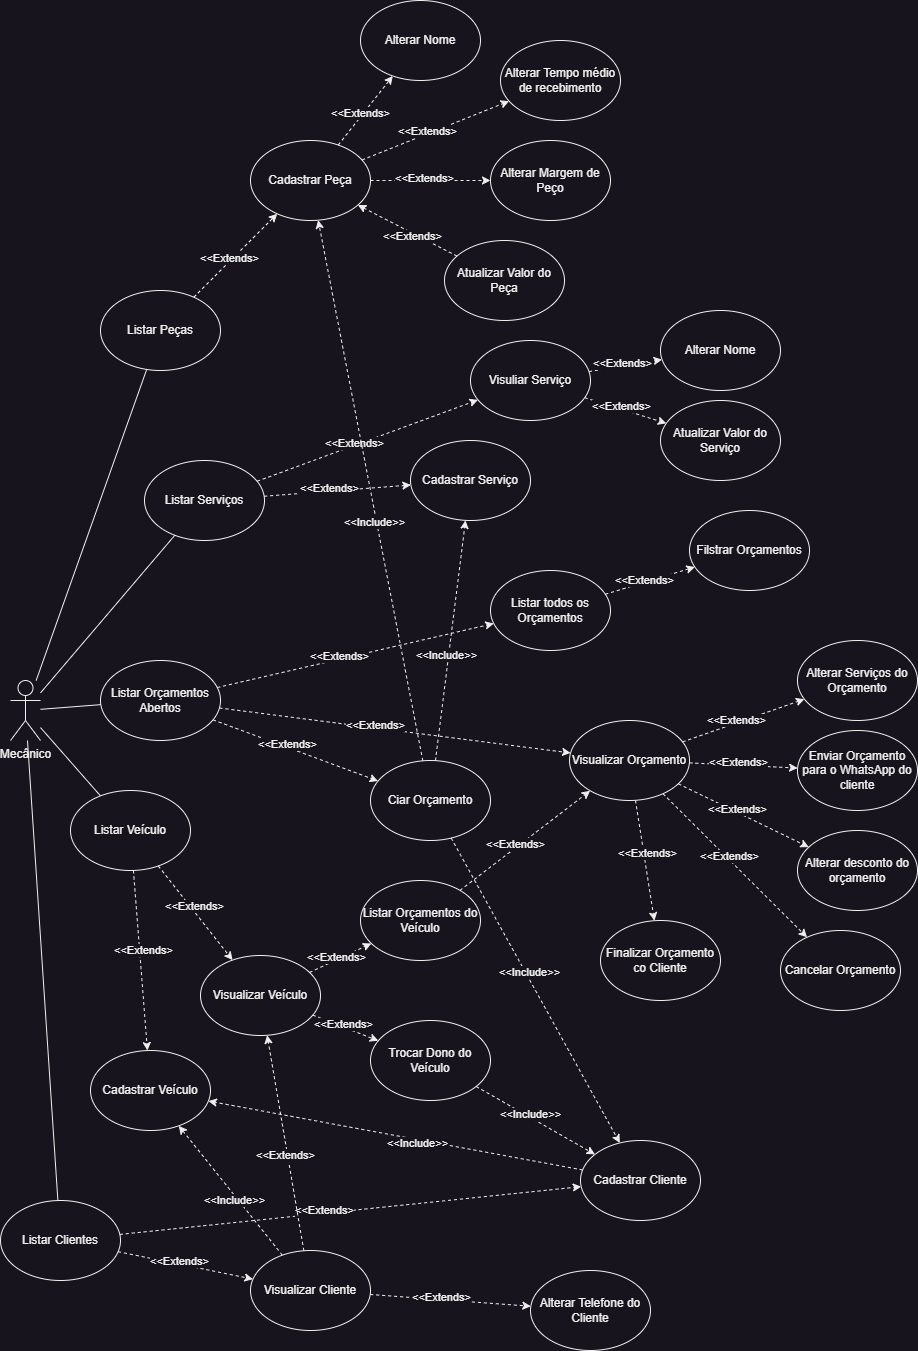 Alterar Nome
Alterar Tempo médio
de recebimento
<<Extends>
<<Extends>
Cadastrar Peça
<<Extends>
Alterar Margem de
Peço
<<Extends>
<<Extends>
Atualizar Valor do
Peça
Listar Peças
Visuliar Serviço
<<Extends>
Alterar Nome
<<Extends>
Atualizar Valor do
Serviço
<<Extends>
Listar Serviços
<<Extends>
Cadastrar Serviço
<<Include>>
Filstrar Orçamentos
<<Extends>
Listar todos os
Orçamentos
<<Extends>
<<Include>>
Listar Orçamentos
Abertos
<<Extends>
<<Extends>
Alterar Serviços do
Orçamento
<<Extends>
Mecânico
Visualizar Orçamento
<<Extends>
Enviar Orçamento
para o WhatsApp do
cliente
Ciar Orçamento
<<Extends>
Listar Veículo
<<Extends>
<<Extends>
<<Extends>
Alterar desconto do
orçamento
<<Extends>
Listar Orçamentos do
Veículo
<<Extends>
<<Extends>
Finalizar Orçamento
co Cliente
Cancelar Orçamento
<<Include>>
Visualizar Veículo
<<Extends>
Trocar Dono do
Veículo
Cadastrar Veículo
<<Include>>
<<Include>>
<<Extends>
Cadastrar Cliente
<<Include>>
<<Extends>
Listar Clientes
<<Extends>
Visualizar Cliente
<<Extends>
Alterar Telefone do
Cliente